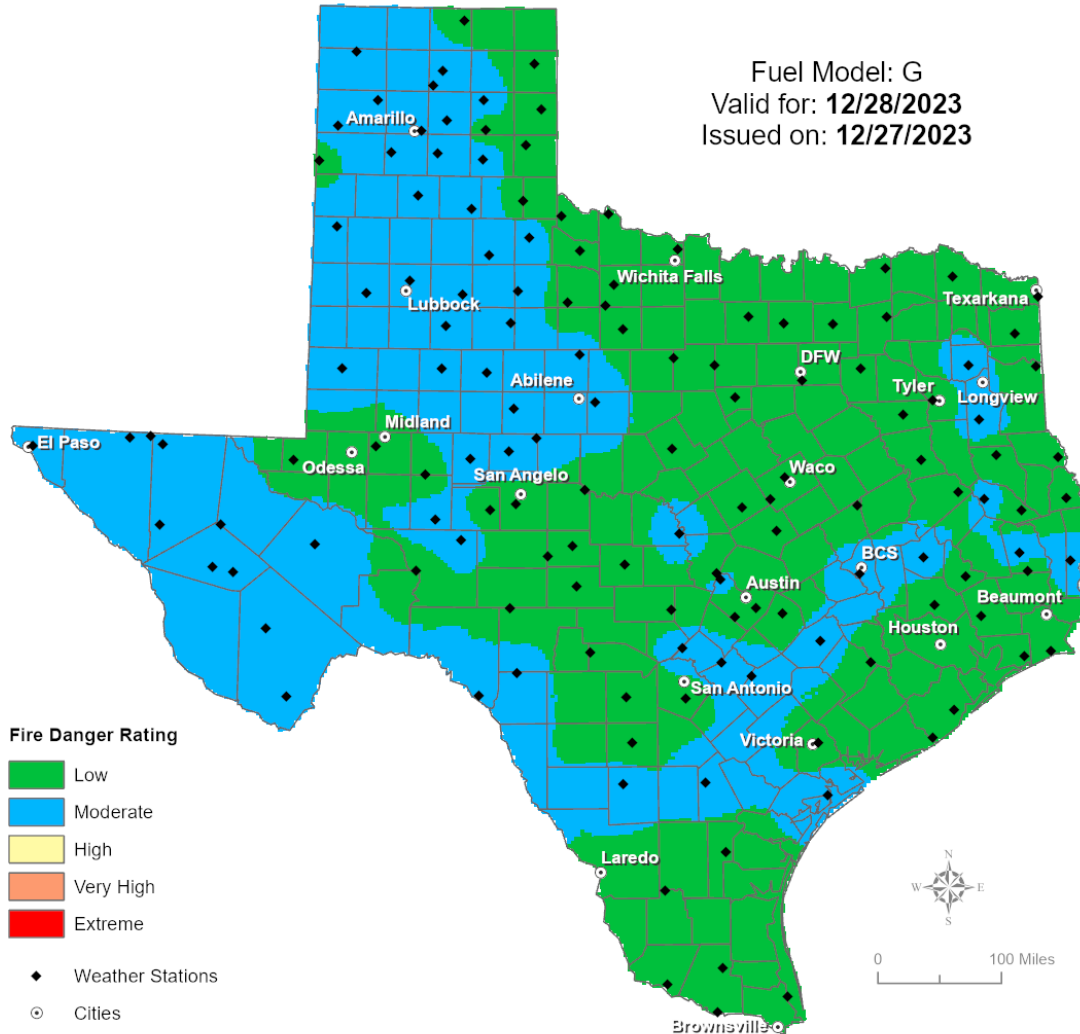 Fuel Model: G
Valid for: 12/28/2023
Issued on: 12/27/2023
Amarillo
Wichita Falls
Lubbock
Texarkana
DFW
Abilene
Tyler
Longview
Midland
El Paso
Odessa
San Angelo
Waco
BCS
Austin
Beaumont
Houston
San Antonio
Victoria
Laredo
Brownsville
Fire Danger Rating
Low
Moderate
High
Very High
Extreme
Weather Stations
Cities
N
W
E
S
0
100 Miles